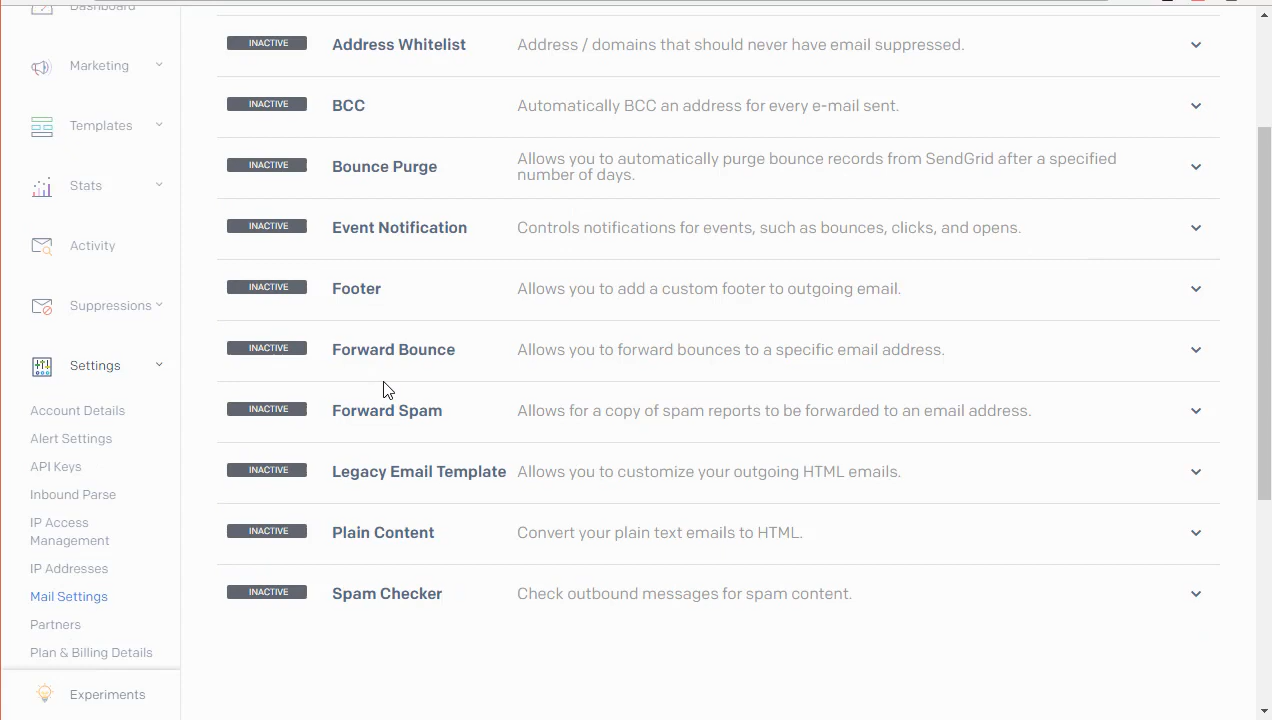 Dashboard
Marketing
Templates
Stats
Activity
Suppressions
Settings
Account Details
Alert Settings
API Keys
Inbound Parse
IP Access
Management
IP Addresses
Mail Settings
Partners
Plan & Billing Details
Experiments
INACTIVE Address Whitelist Address / domains that should never have email suppressed.
INACTIVE BCC Automatically BCC an address for every e-mail sent.
INACTIVE Bounce Purge Allows you to automatically purge bounce records from SendGrid after a specified
number of days.
INACTIVE Event Notification Controls notifications for events, such as bounces, clicks, and opens.
INACTIVE Footer Allows you to add a custom footer to outgoing email.
INACTIVE Forward Bounce Allows you to forward bounces to a specific email address.
INACTIVE Forward Spam Allows for a copy of spam reports to be forwarded to an email address.
INACTIVE Legacy Email Template Allows you to customize your outgoing HTML emails.
INACTIVE Plain Content Convert your plain text emails to HTML.
INACTIVE Spam Checker Check outbound messages for spam content.